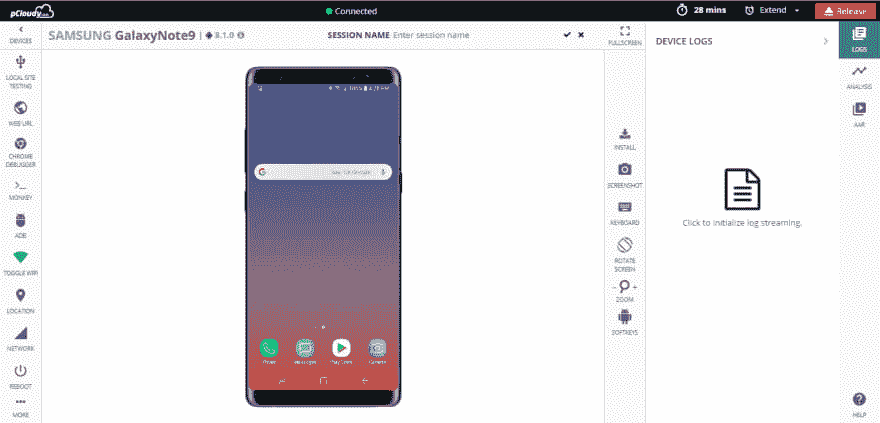 pCloudy.com
Connected
28 mins
Extend
Release
DEVICES
SAMSUNG GalaxyNote9 | 8.1.0
SESSION NAME Enter session name
FULLSCREEN
DEVICE LOGS
LOGS
LOCAL SITE
TESTING
WEB URL
CHROME
DEBUGGER
MONKEY
ADB
TOGGLE WIFI
LOCATION
NETWORK
REBOOT
MORE
INSTALL
SCREENSHOT
KEYBOARD
ROTATE
SCREEN
ZOOM
SOFTKEYS
Click to initialize log streaming.
ANALYSIS
HELP